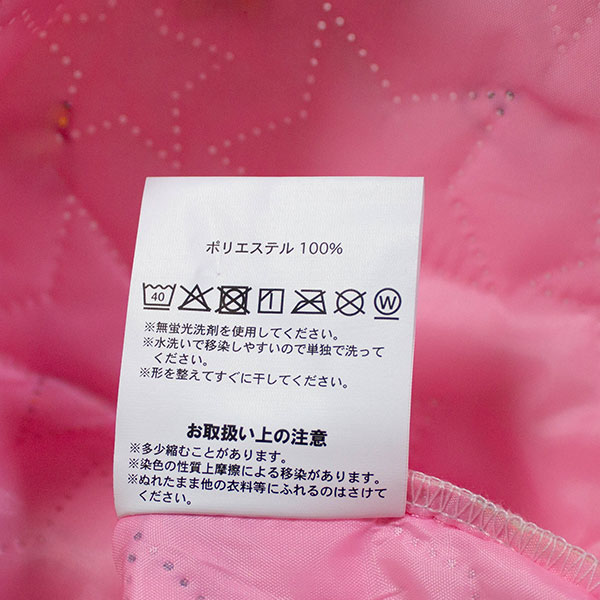 ポリエステル 100%
40 W
※無蛍光洗剤を使用してください。
※水洗いで移染しやすいので単独で洗って
ください。
※形を整えてすぐに干してください。
お取扱い上の注意
※多少縮むことがあります。
※染色の性質上摩擦による移染があります。
※ぬれたまま他の衣料等にふれるのはさけて
ください。